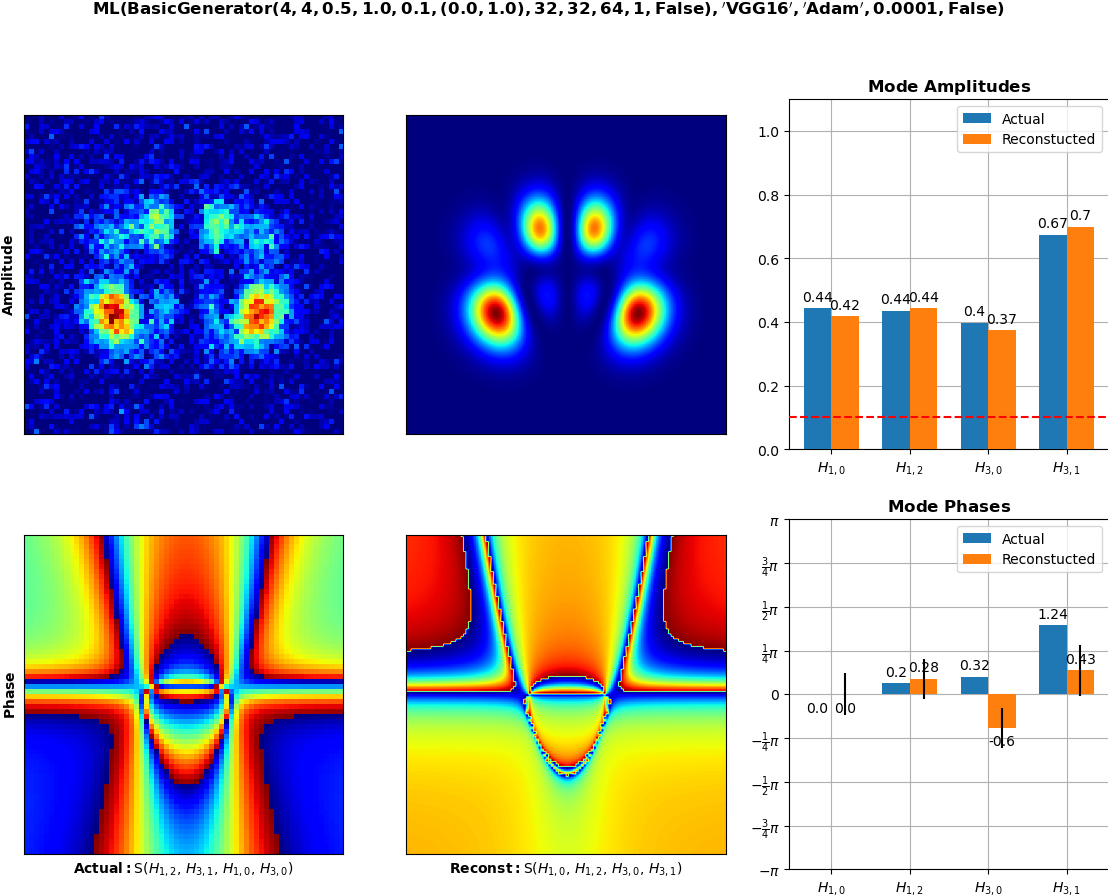 ML(BasicGenerator(4, 4, 0.5, 1.0, 0.1, (0.0, 1.0), 32, 32, 64, 1, False), ′VGG16′, ′Adam′, 0.0001, False)
Amplitude
Mode Amplitudes
Actual
Reconstucted
1.0
0.8
0.6
0.4
0.2
0.0
0.44
0.42
0.44
0.44
0.4
0.37
0.67
0.7
H1,0
H1,2
H3,0
H3,1
Phase
Actual: S(H1,2, H3,1, H1,0, H3,0)
Reconst: S(H1,0, H1,2, H3,0, H3,1)
Mode Phases
Actual
Reconstucted
π
3/4π
1/2π
1/4π
0
−1/4π
−1/2π
−3/4π
−π
0.0
0.0
0.2
0.28
0.32
-0.6
1.24
0.43
H1,0
H1,2
H3,0
H3,1